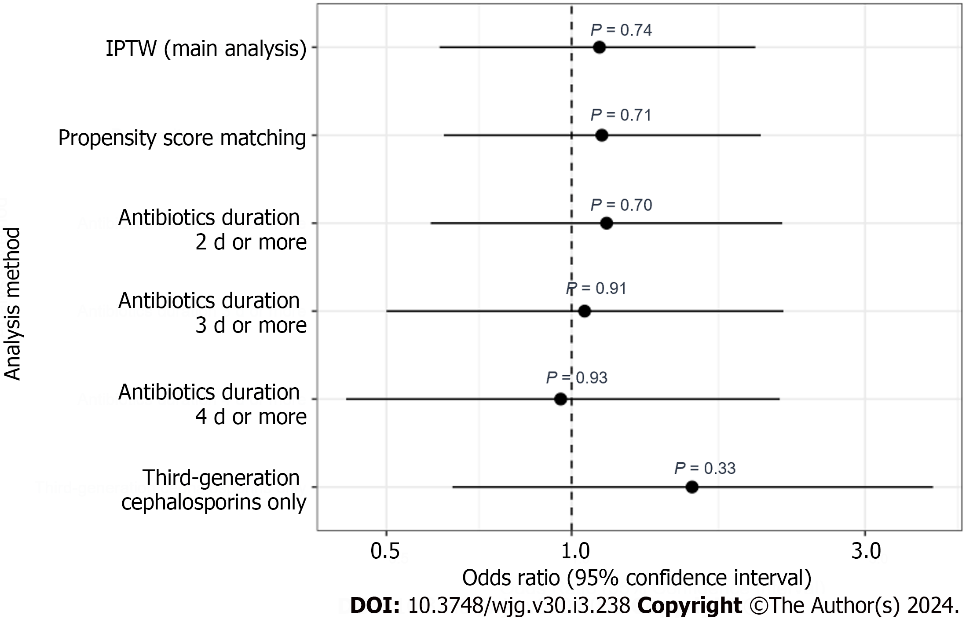 IPTW (main analysis)
P = 0.74
Propensity score matching
P = 0.71
Antibiotics duration
2 d or more
P = 0.70
Antibiotics duration
3 d or more
P = 0.91
Antibiotics duration
4 d or more
P = 0.93
Third-generation
cephalosporins only
P = 0.33
Analysis method
0.5 1.0 3.0
Odds ratio (95% confidence interval)
DOI: 10.3748/wjg.v30.i3.238 Copyright ©The Author(s) 2024.